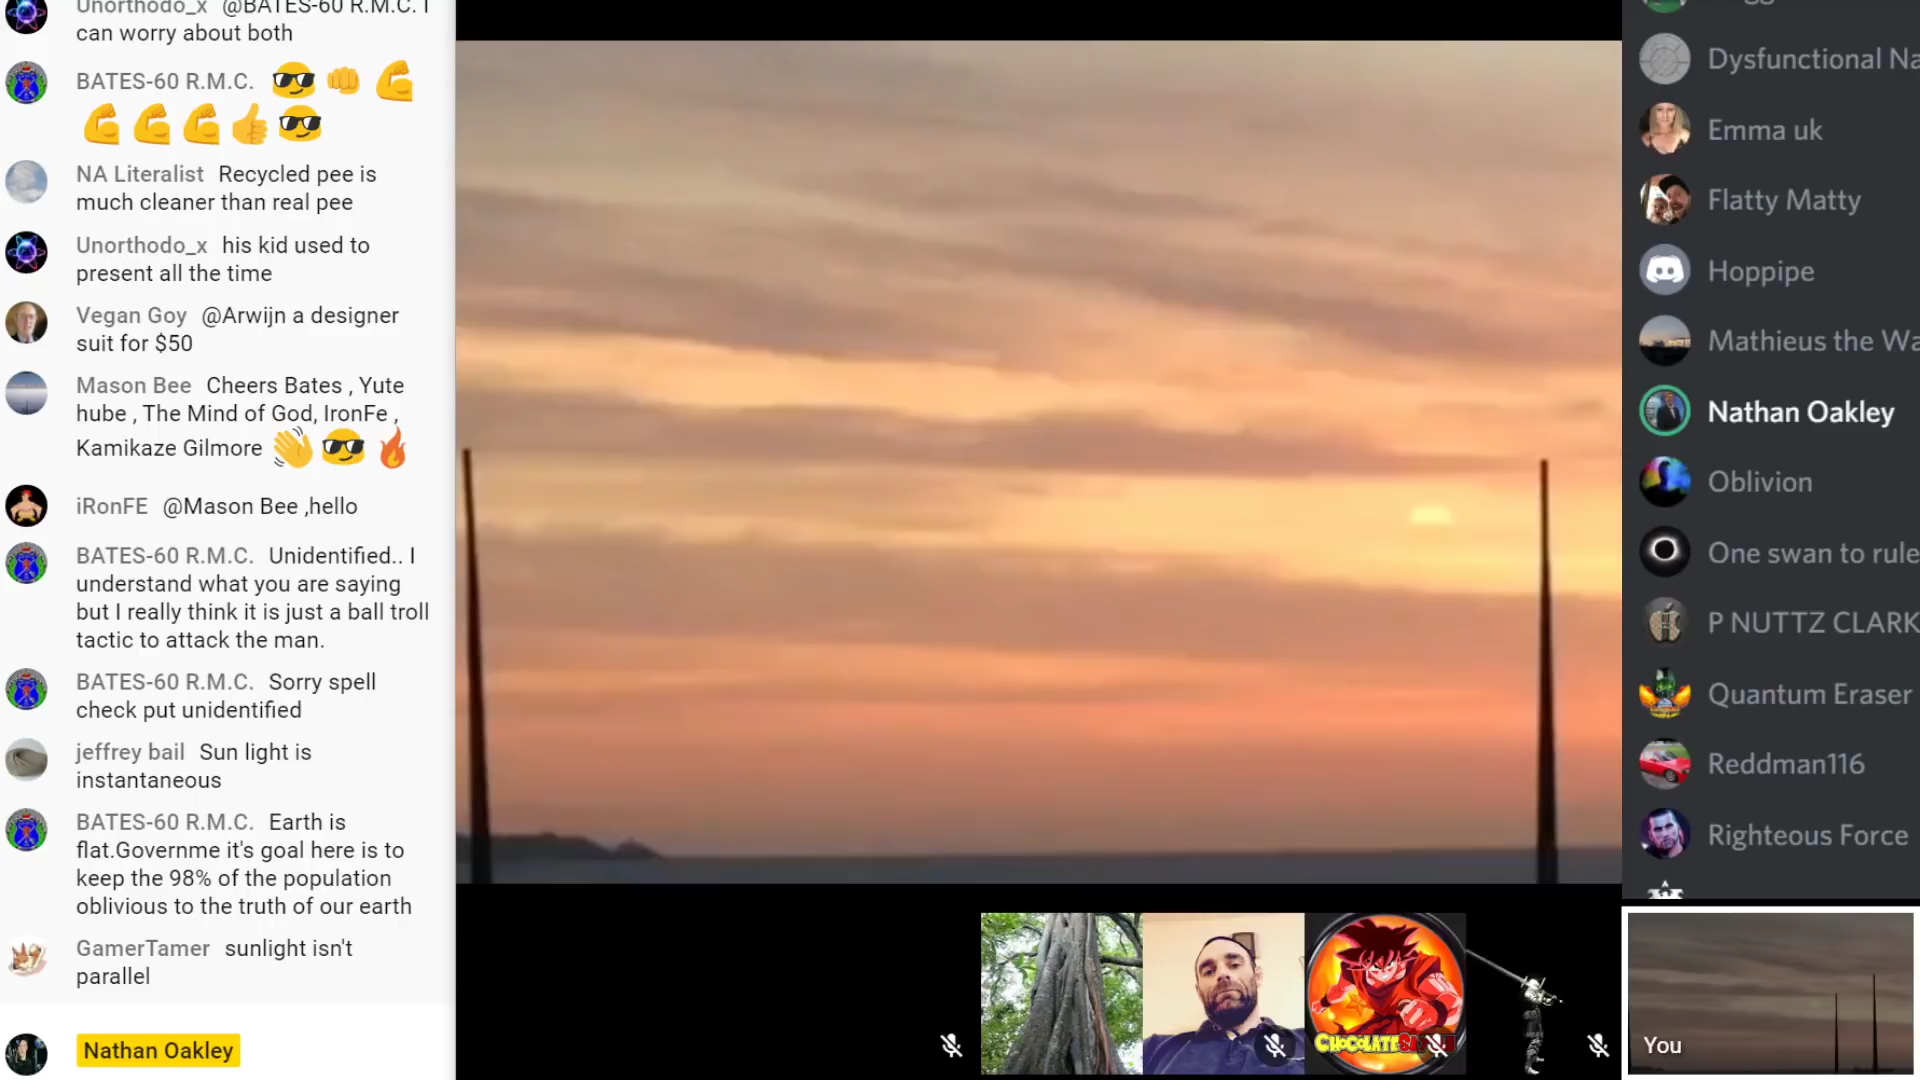 Unorthodo_x @BATES-60 R.M.C. I
can worry about both
BATES-60 R.M.C.
NA Literalist Recycled pee is
much cleaner than real pee
Unorthodo_x his kid used to
present all the time
Vegan Goy @Arwijn a designer
suit for $50
Mason Bee Cheers Bates , Yute
hube , The Mind of God, IronFe ,
Kamikaze Gilmore
iRonFE @Mason Bee ,hello
BATES-60 R.M.C. Unidentified.. I
understand what you are saying
but I really think it is just a ball troll
tactic to attack the man.
BATES-60 R.M.C. Sorry spell
check put unidentified
jeffrey bail Sun light is
instantaneous
BATES-60 R.M.C. Earth is
flat.Governme it's goal here is to
keep the 98% of the population
oblivious to the truth of our earth
GamerTamer sunlight isn't
parallel
Nathan Oakley
Dysfunctional Na
Emma uk
Flatty Matty
Hoppipe
Mathieus the Wa
Nathan Oakley
Oblivion
One swan to rule
P NUTTZ CLARK
Quantum Eraser
Reddman116
Righteous Force
You